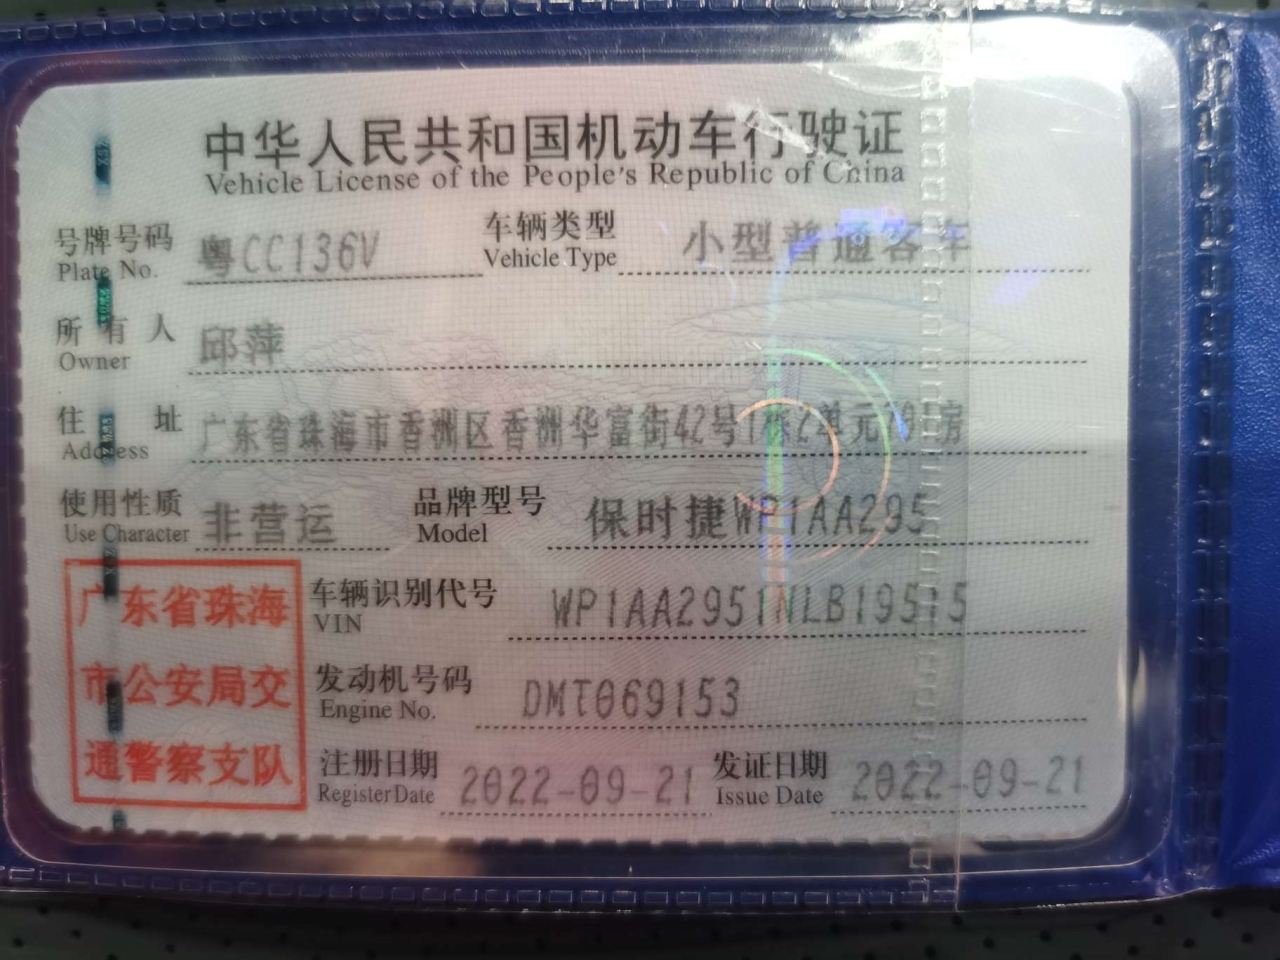 中华人民共和国机动车行驶证
Vehicle License of the People's Republic of China
号牌号码 粤CC136V 车辆类型 小型普通客车
Plate No. Vehicle Type
所有人 邱萍
Owner
住址 广东省珠海市香洲区香洲华富街42号1栋2单元 房
Address
使用性质 非营运 品牌型号 保时捷WP1AA295
Use Character Model
车辆识别代号 WP1AA2951NLB19515
VIN
发动机号码 DMT069153
Engine No.
注册日期 2022-09-21 发证日期 2022-09-21
Register Date Issue Date
广东省珠海
市公安局交
通警察支队